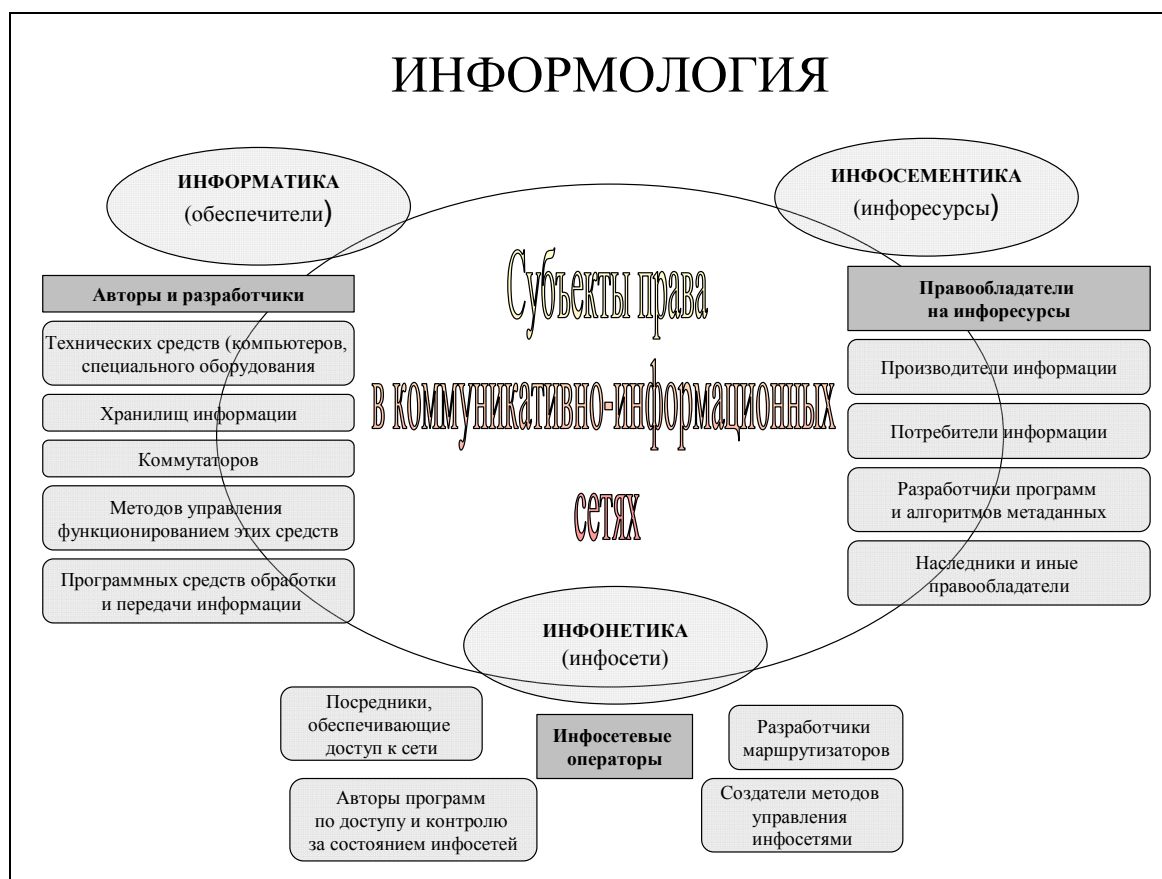 ИНФОРМОЛОГИЯ
ИНФОРМАТИКА
(обеспечители)
ИНФОСЕМЕНТИКА
(инфоресурсы)
Субъекты права
в коммуникативно-информационных
сетях
Авторы и разработчики
Технических средств (компьютеров,
специального оборудования
Хранилищ информации
Коммутаторов
Методов управления
функционированием этих средств
Программных средств обработки
и передачи информации
Правообладатели
на инфоресурсы
Производители информации
Потребители информации
Разработчики программ
и алгоритмов метаданных
Наследники и иные
правообладатели
ИНФОНЕТИКА
(инфосети)
Посредники,
обеспечивающие
доступ к сети
Инфосетевые
операторы
Разработчики
маршрутизаторов
Авторы программ
по доступу и контролю
за состоянием инфосетей
Создатели методов
управления
инфосетями